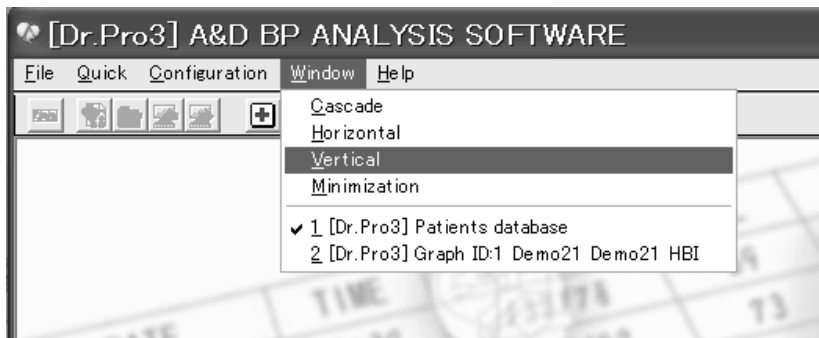 [Dr.Pro3] A&D BP ANALYSIS SOFTWARE
File Quick Configuration Window Help
Cascade
Horizontal
Vertical
Minimization
✔ 1 [Dr.Pro3] Patients database
2 [Dr.Pro3] Graph ID:1 Demo21 Demo21 HBI
TIME
73